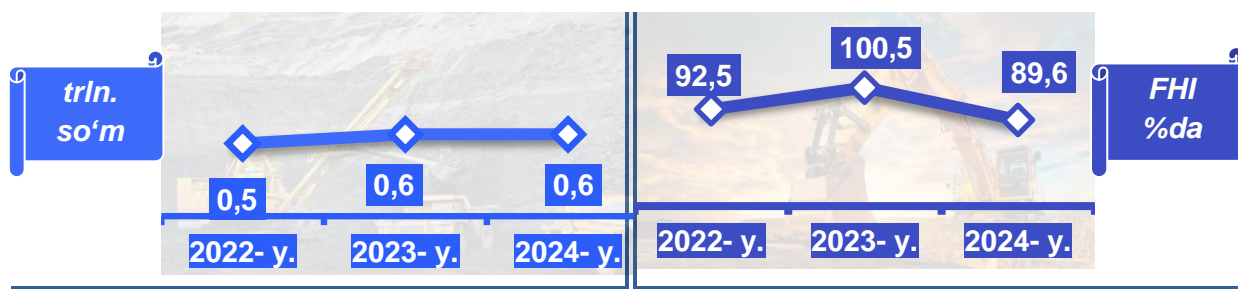 trln.
so‘m
0,5
0,6
0,6
2022- y.
2023- y.
2024- y.
92,5
100,5
89,6
2022- y.
2023- y.
2024- y.
FHI
%da